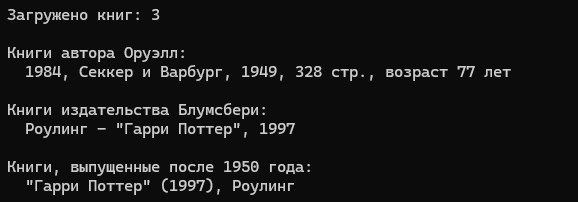 Загружено книг: 3
Книги автора Оруэлл:
1984, Секкер и Варбург, 1949, 328 стр., возраст 77 лет
Книги издательства Блумсбери:
Роулинг — "Гарри Поттер", 1997
Книги, выпущенные после 1950 года:
"Гарри Поттер" (1997), Роулинг